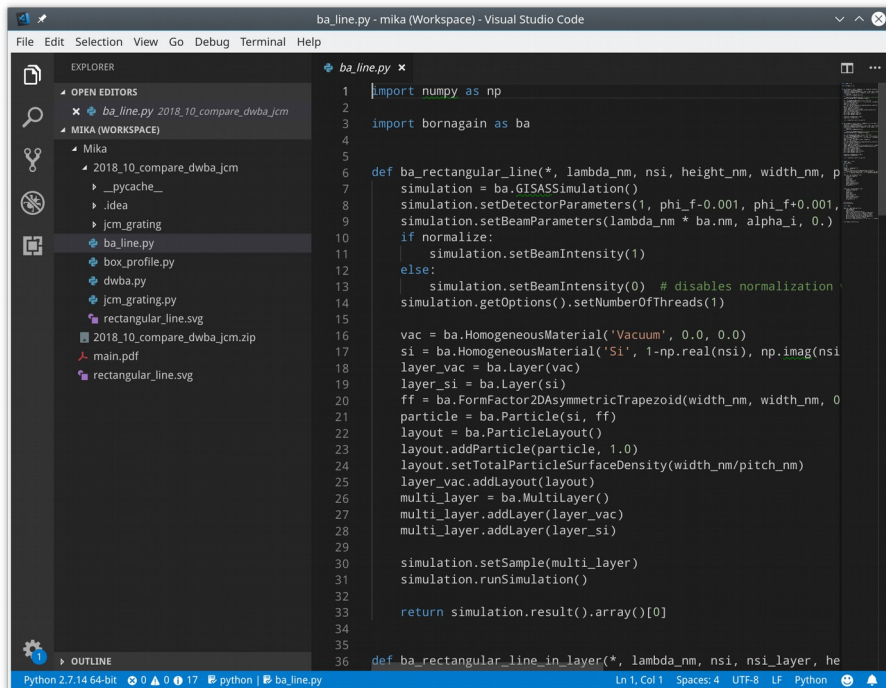 ba_line.py - mika (Workspace) - Visual Studio Code
File Edit Selection View Go Debug Terminal Help
EXPLORER
OPEN EDITORS
ba_line.py 2018_10_compare_dwba_jcm
MIKA (WORKSPACE)
Mika
2018_10_compare_dwba_jcm
__pycache__
.idea
jcm_grating
ba_line.py
box_profile.py
dwba.py
jcm_grating.py
rectangular_line.svg
2018_10_compare_dwba_jcm.zip
main.pdf
rectangular_line.svg
OUTLINE
ba_line.py
1 import numpy as np
2
3 import bornagain as ba
4
5
6 def ba_rectangular_line(*, lambda_nm, nsi, height_nm, width_nm, p
7     simulation = ba.GISASSimulation()
8     simulation.setDetectorParameters(1, phi_f-0.001, phi_f+0.001,
9     simulation.setBeamParameters(lambda_nm * ba.nm, alpha_i, 0.)
10     if normalize:
11         simulation.setBeamIntensity(1)
12     else:
13         simulation.setBeamIntensity(0)  # disables normalization
14     simulation.getOptions().setNumberOfThreads(1)
15
16     vac = ba.HomogeneousMaterial('Vacuum', 0.0, 0.0)
17     si = ba.HomogeneousMaterial('Si', 1-np.real(nsi), np.imag(nsi
18     layer_vac = ba.Layer(vac)
19     layer_si = ba.Layer(si)
20     ff = ba.FormFactor2DAsymmetricTrapezoid(width_nm, width_nm, 0
21     particle = ba.Particle(si, ff)
22     layout = ba.ParticleLayout()
23     layout.addParticle(particle, 1.0)
24     layout.setTotalParticleSurfaceDensity(width_nm/pitch_nm)
25     layer_vac.addLayout(layout)
26     multi_layer = ba.MultiLayer()
27     multi_layer.addLayer(layer_vac)
28     multi_layer.addLayer(layer_si)
29
30     simulation.setSample(multi_layer)
31     simulation.runSimulation()
32
33     return simulation.result().array()[0]
34
35
36 def ba_rectangular_line_in_layer(*, lambda_nm, nsi, nsi_layer, he
1
Python 2.7.14 64-bit 0 0 17 python | ba_line.py Ln 1, Col 1 Spaces: 4 UTF-8 LF Python